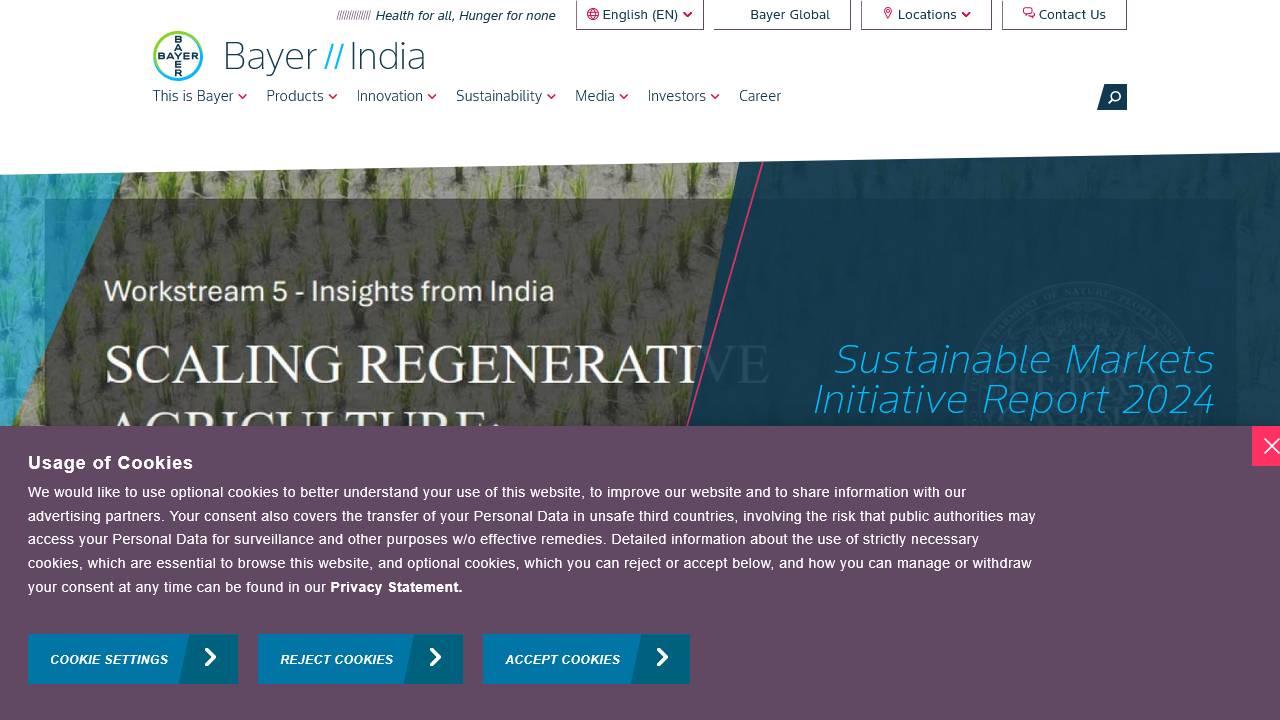 Health for all, Hunger for none
English (EN)
Bayer Global
Locations
Contact Us
BAYER
BAYER
Bayer // India
This is Bayer
Products
Innovation
Sustainability
Media
Investors
Career
Workstream 5 - Insights from India
SCALING REGENERATIVE
AGRICULTURE:
Sustainable Markets
Initiative Report 2024
Usage of Cookies
We would like to use optional cookies to better understand your use of this website, to improve our website and to share information with our
advertising partners. Your consent also covers the transfer of your Personal Data in unsafe third countries, involving the risk that public authorities may
access your Personal Data for surveillance and other purposes w/o effective remedies. Detailed information about the use of strictly necessary
cookies, which are essential to browse this website, and optional cookies, which you can reject or accept below, and how you can manage or withdraw
your consent at any time can be found in our Privacy Statement.
COOKIE SETTINGS
REJECT COOKIES
ACCEPT COOKIES